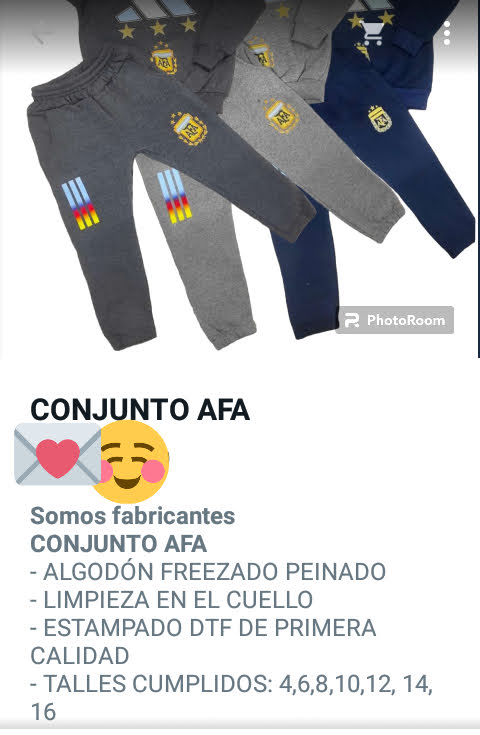 AFA
AFA
AFA
PhotoRoom
CONJUNTO AFA
Somos fabricantes
CONJUNTO AFA
- ALGODÓN FREEZADO PEINADO
- LIMPIEZA EN EL CUELLO
- ESTAMPADO DTF DE PRIMERA
CALIDAD
- TALLES CUMPLIDOS: 4,6,8,10,12, 14,
16